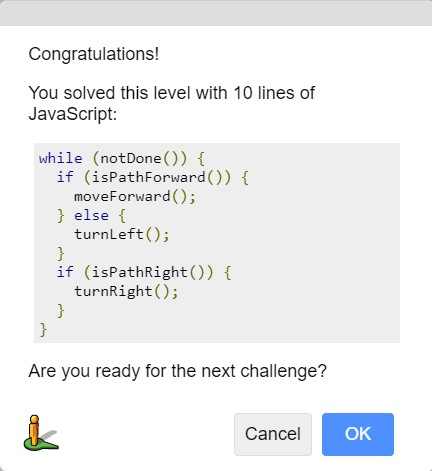 Congratulations!
You solved this level with 10 lines of
JavaScript:
while (notDone()) {
  if (isPathForward()) {
    moveForward();
  } else {
    turnLeft();
  }
  if (isPathRight()) {
    turnRight();
  }
}
Are you ready for the next challenge?
Cancel OK